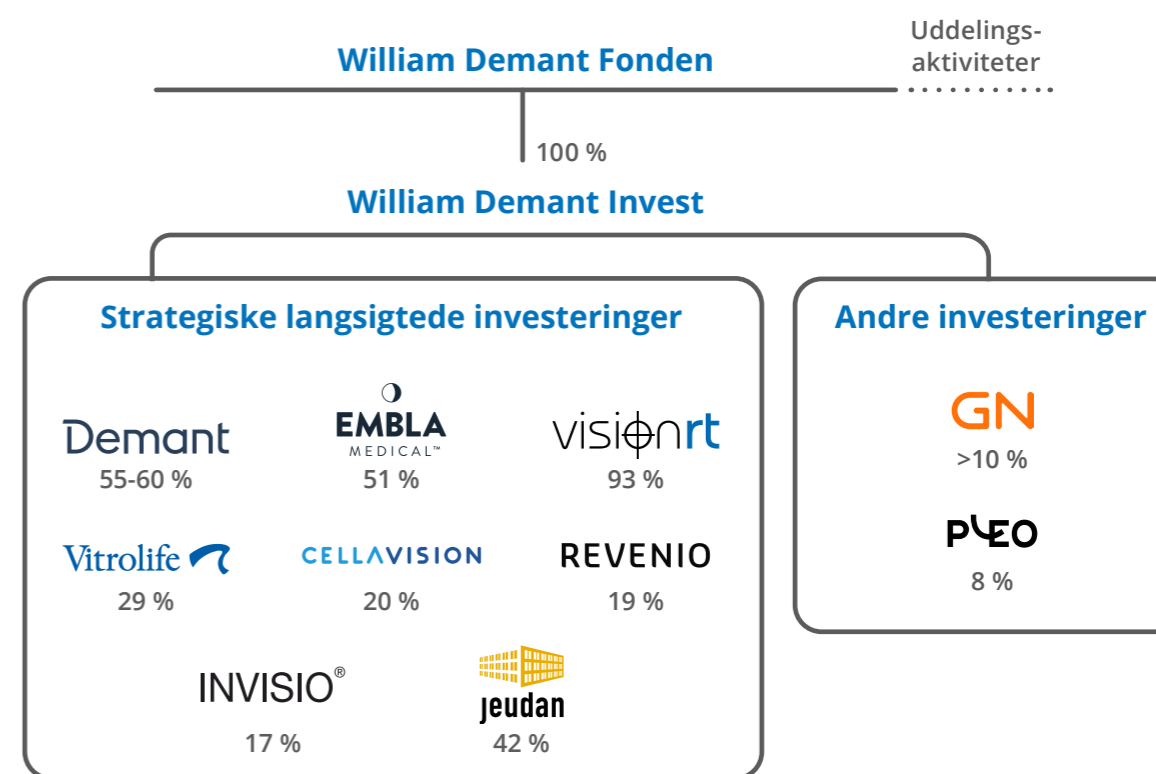 Uddelings-
aktiviteter
William Demant Fonden
100 %
William Demant Invest
Strategiske langsigtede investeringer
Demant
55-60 %
EMBLA
MEDICAL™
51 %
visionrt
93 %
Vitrolife
29 %
CELLAVISION
20 %
REVENIO
19 %
INVISIO®
17 %
jeudan
42 %
Andre investeringer
GN
>10 %
PLEO
8 %